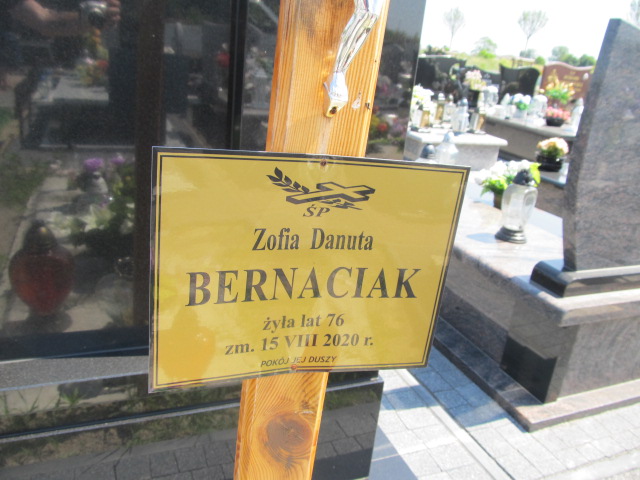 ŚP
Zofia Danuta
BERNACIAK
żyła lat 76
zm. 15 VIII 2020 r.
POKÓJ JEJ DUSZY